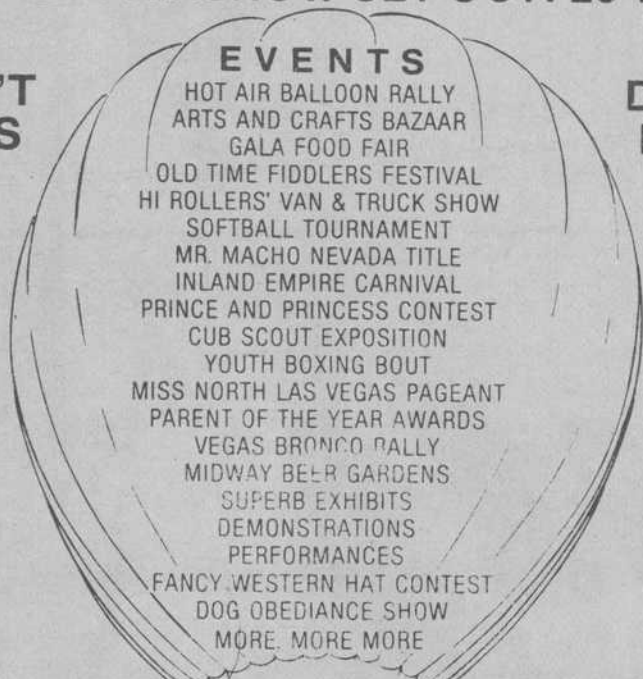 EVENTS
HOT AIR BALLOON RALLY
ARTS AND CRAFTS BAZAAR
GALA FOOD FAIR
OLD TIME FIDDLERS FESTIVAL
HI ROLLERS' VAN & TRUCK SHOW
SOFTBALL TOURNAMENT
MR. MACHO NEVADA TITLE
INLAND EMPIRE CARNIVAL
PRINCE AND PRINCESS CONTEST
CUB SCOUT EXPOSITION
YOUTH BOXING BOUT
MISS NORTH LAS VEGAS PAGEANT
PARENT OF THE YEAR AWARDS
VEGAS BRONCO RALLY
MIDWAY BEER GARDENS
SUPERB EXHIBITS
DEMONSTRATIONS
PERFORMANCES
FANCY WESTERN HAT CONTEST
DOG OBEDIANCE SHOW
MORE, MORE MORE